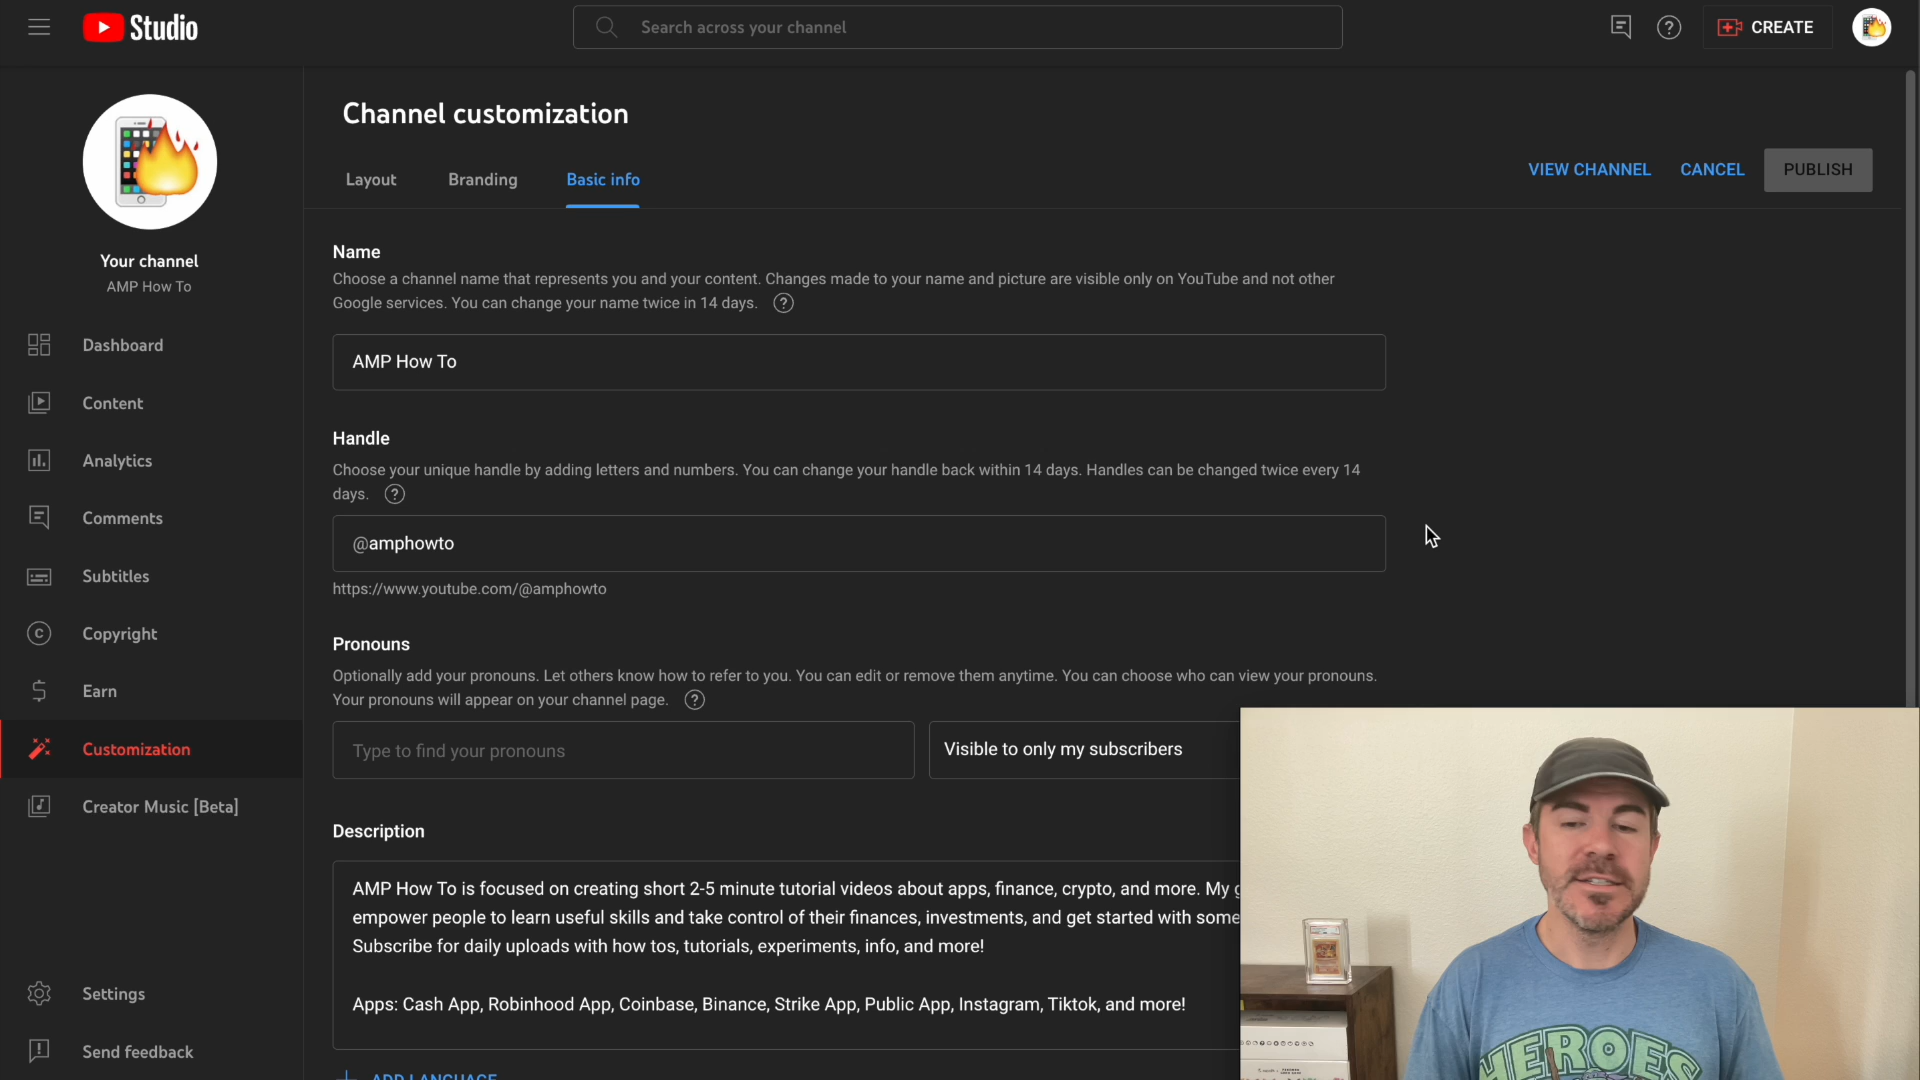 Studio
Search across your channel
CREATE
Your channel
AMP How To
Dashboard
Content
Analytics
Comments
Subtitles
Copyright
Earn
Customization
Creator Music [Beta]
Settings
Send feedback
Channel customization
Layout
Branding
Basic info
VIEW CHANNEL
CANCEL
PUBLISH
Name
Choose a channel name that represents you and your content. Changes made to your name and picture are visible only on YouTube and not other
Google services. You can change your name twice in 14 days.
AMP How To
Handle
Choose your unique handle by adding letters and numbers. You can change your handle back within 14 days. Handles can be changed twice every 14
days.
@amphowto
https://www.youtube.com/@amphowto
Pronouns
Optionally add your pronouns. Let others know how to refer to you. You can edit or remove them anytime. You can choose who can view your pronouns.
Your pronouns will appear on your channel page.
Type to find your pronouns
Visible to only my subscribers
Description
AMP How To is focused on creating short 2-5 minute tutorial videos about apps, finance, crypto, and more. My
empower people to learn useful skills and take control of their finances, investments, and get started with some
Subscribe for daily uploads with how tos, tutorials, experiments, info, and more!
Apps: Cash App, Robinhood App, Coinbase, Binance, Strike App, Public App, Instagram, Tiktok, and more!
ADD LANGUAGE
HEROES